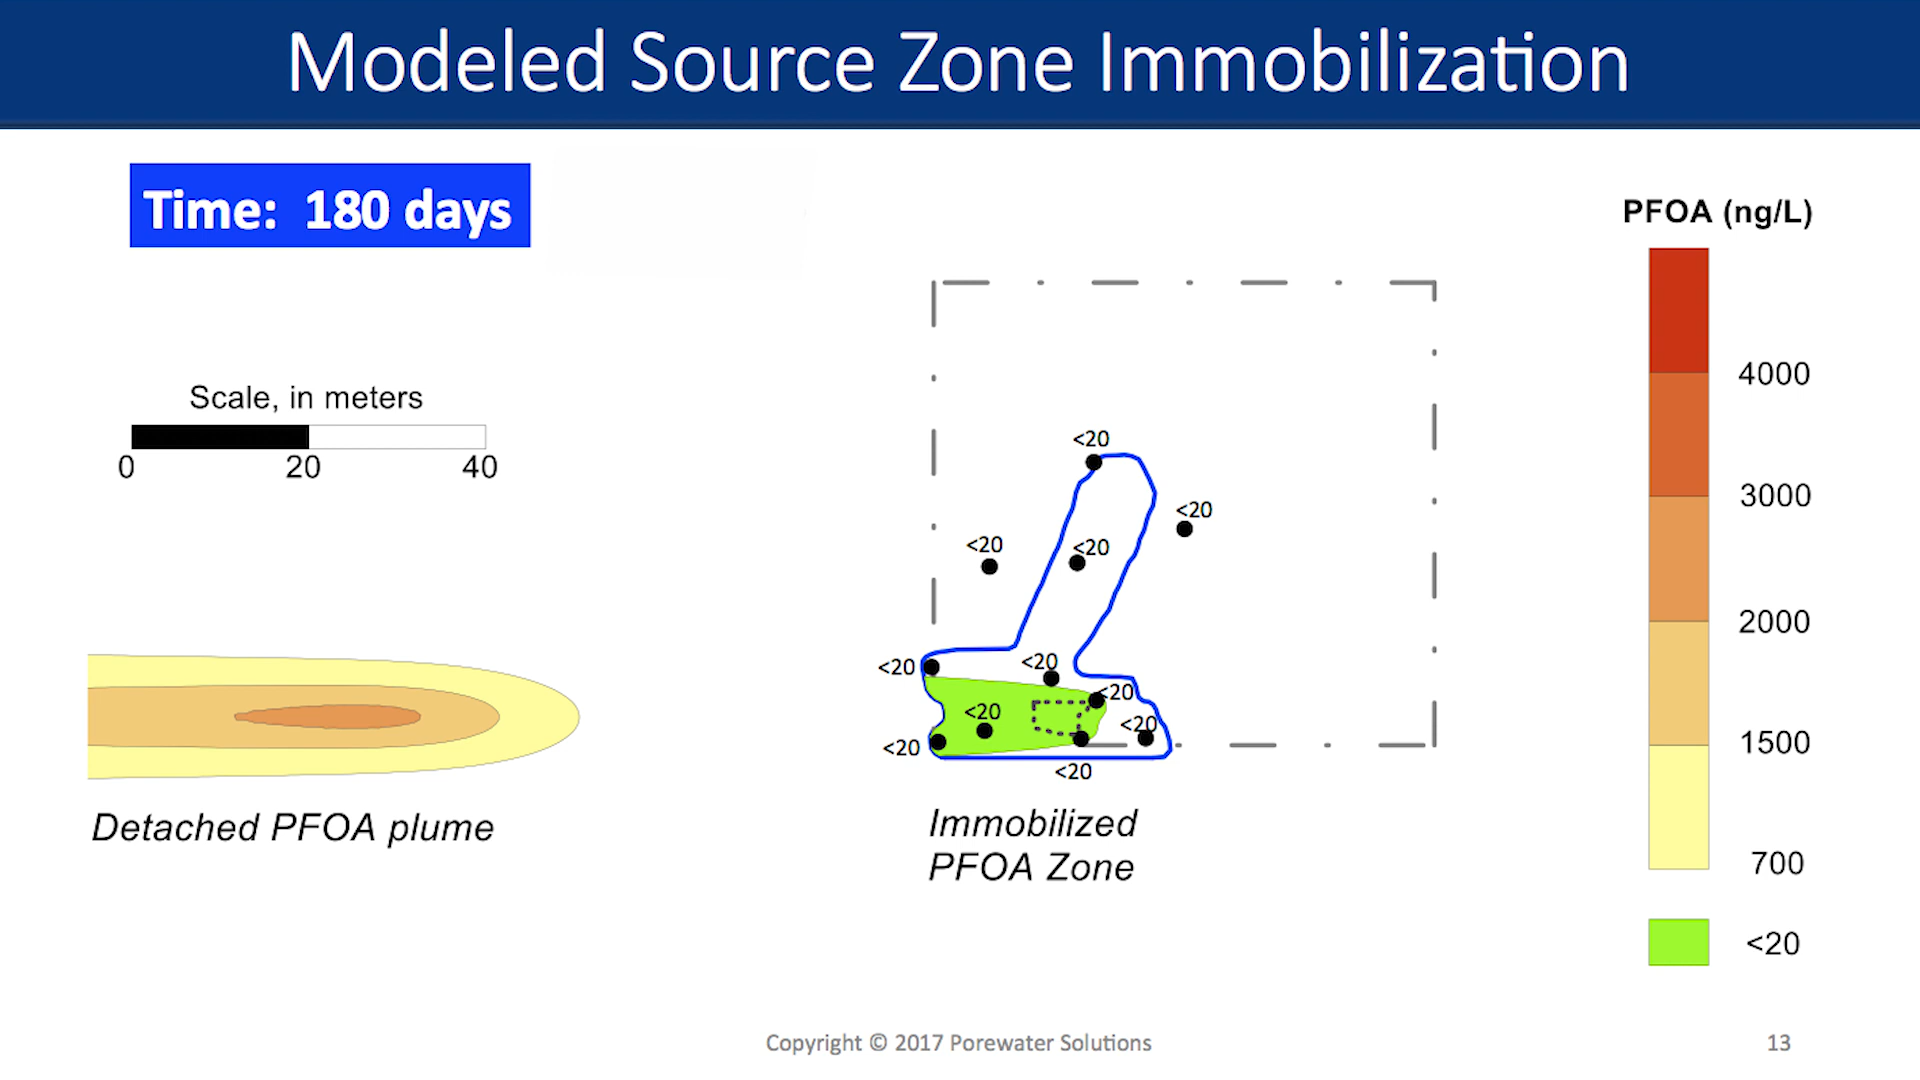 Modeled Source Zone Immobilization
Time: 180 days
PFOA (ng/L)
4000
3000
2000
1500
700
<20
Scale, in meters
0 20 40
<20
<20
<20
<20
<20
<20
<20
<20
<20
<20
<20
Detached PFOA plume
Immobilized
PFOA Zone
Copyright © 2017 Porewater Solutions
13